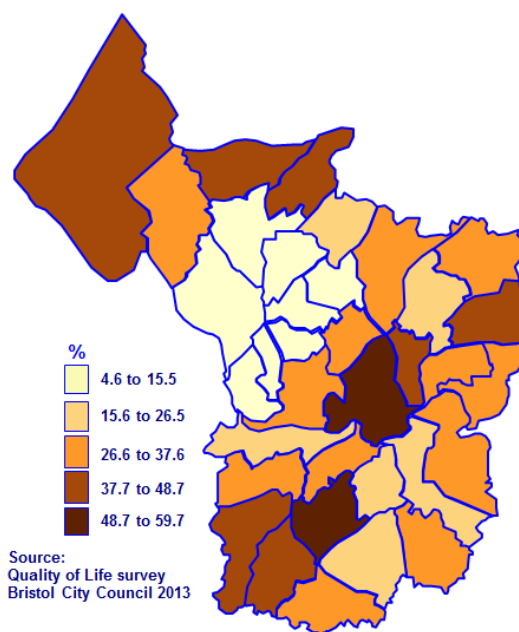 %
4.6 to 15.5
15.6 to 26.5
26.6 to 37.6
37.7 to 48.7
48.7 to 59.7
Source:
Quality of Life survey
Bristol City Council 2013